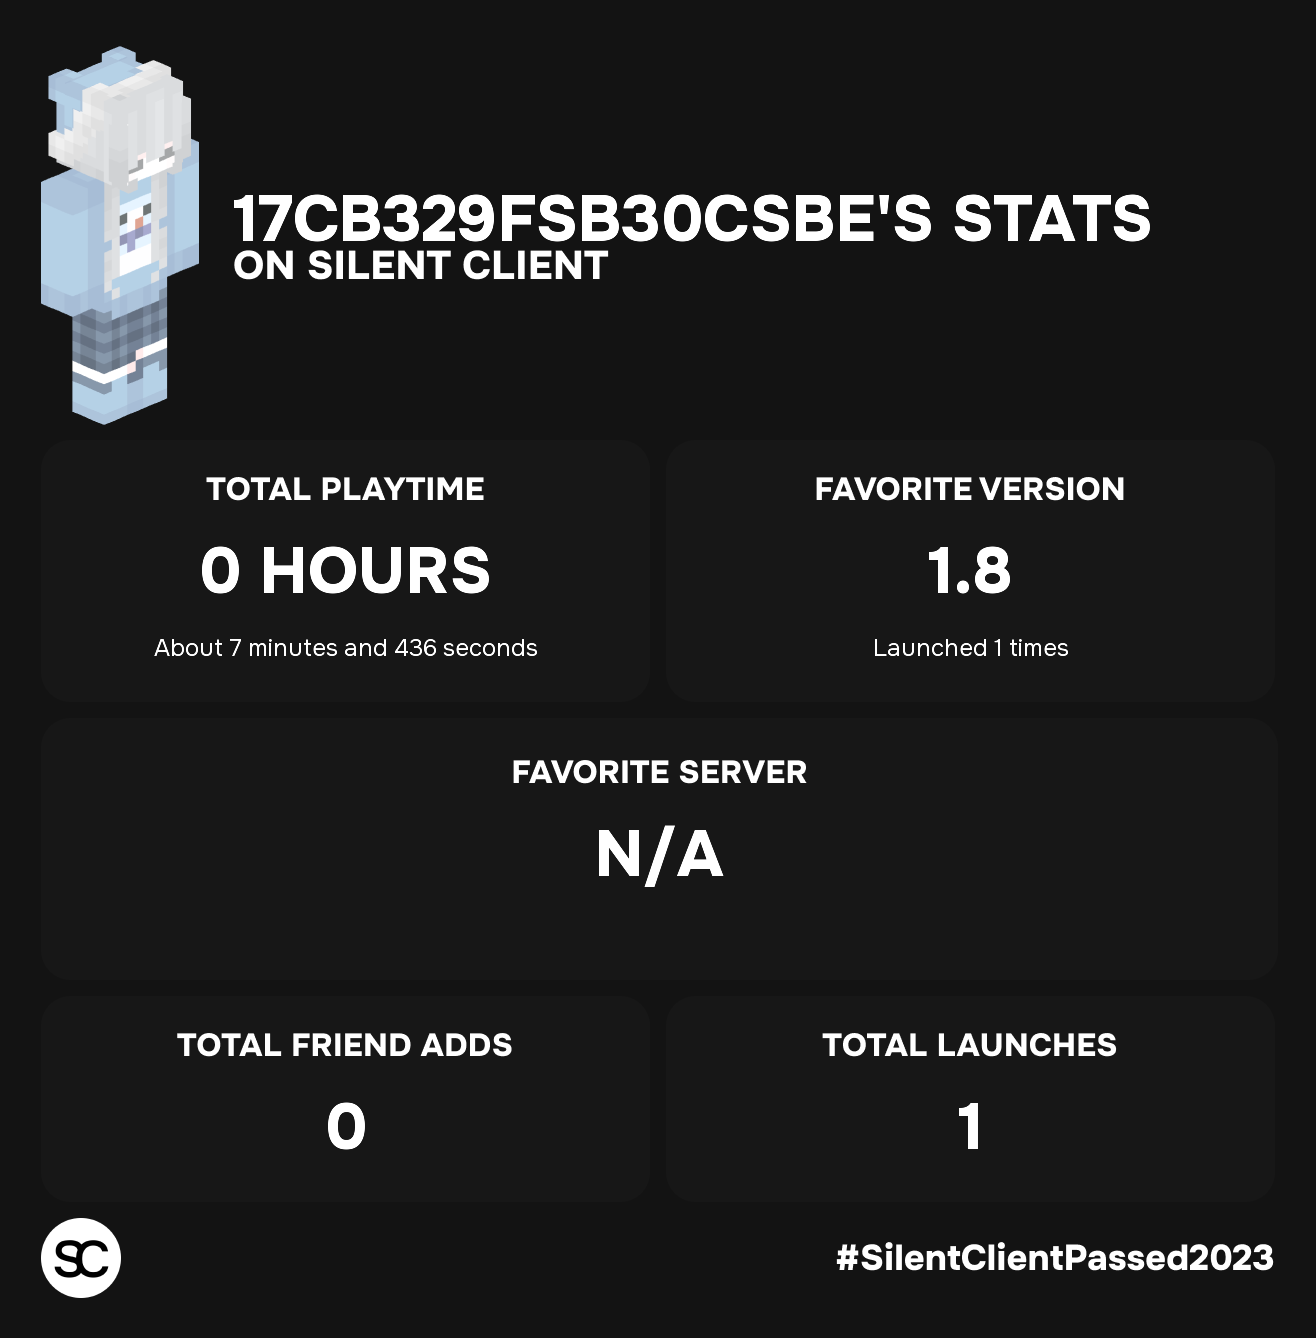 17CB329FSB30CSBE'S STATS
ON SILENT CLIENT
TOTAL PLAYTIME
0 HOURS
About 7 minutes and 436 seconds
FAVORITE VERSION
1.8
Launched 1 times
FAVORITE SERVER
N/A
TOTAL FRIEND ADDS
0
TOTAL LAUNCHES
1
SC
#SilentClientPassed2023